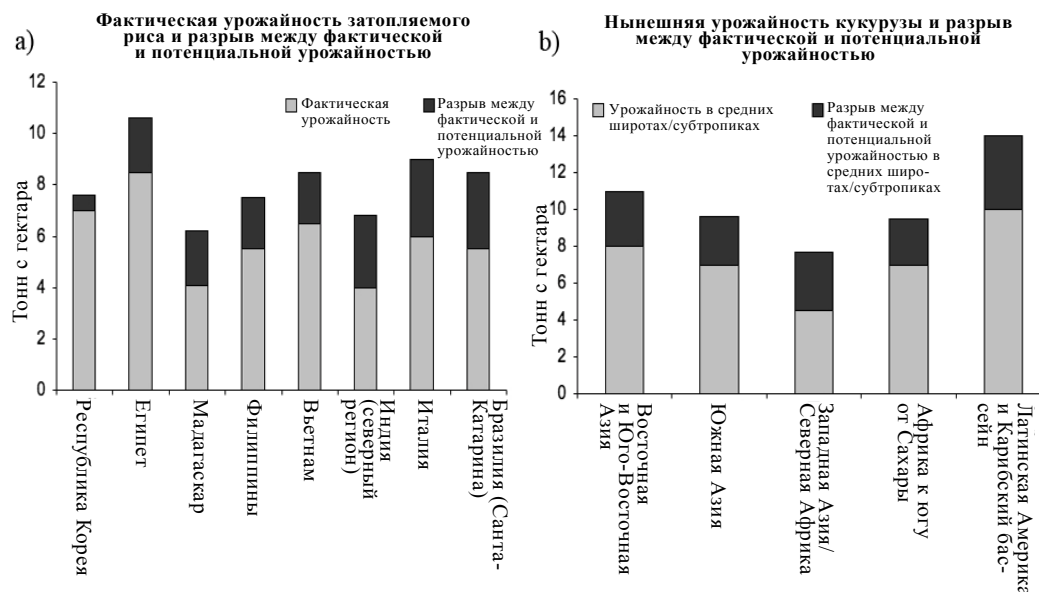 a)
Фактическая урожайность затопляемого
риса и разрыв между фактической
и потенциальной урожайностью
Тонн с гектара
12
10
8
6
4
2
0
Фактическая
урожайность
Разрыв между
фактической и
потенциальной
урожайностью
Республика Корея
Египет
Мадагаскар
Филиппины
Вьетнам
Индия
(северный
регион)
Италия
Бразилия (Санта-
Катарина)
b)
Нынешняя урожайность кукурузы и разрыв
между фактической и потенциальной
урожайностью
Тонн с гектара
16
14
12
10
8
6
4
2
0
Урожайность в средних
широтах/субтропиках
Разрыв между
фактической и
потенциальной
урожайностью в
средних широ-
тах/субтропиках
Восточная
и Юго-Восточная
Азия
Южная Азия
Западная Азия/
Северная Африка
Африка к югу
от Сахары
Латинская Америка
и Карибский бас-
сейн